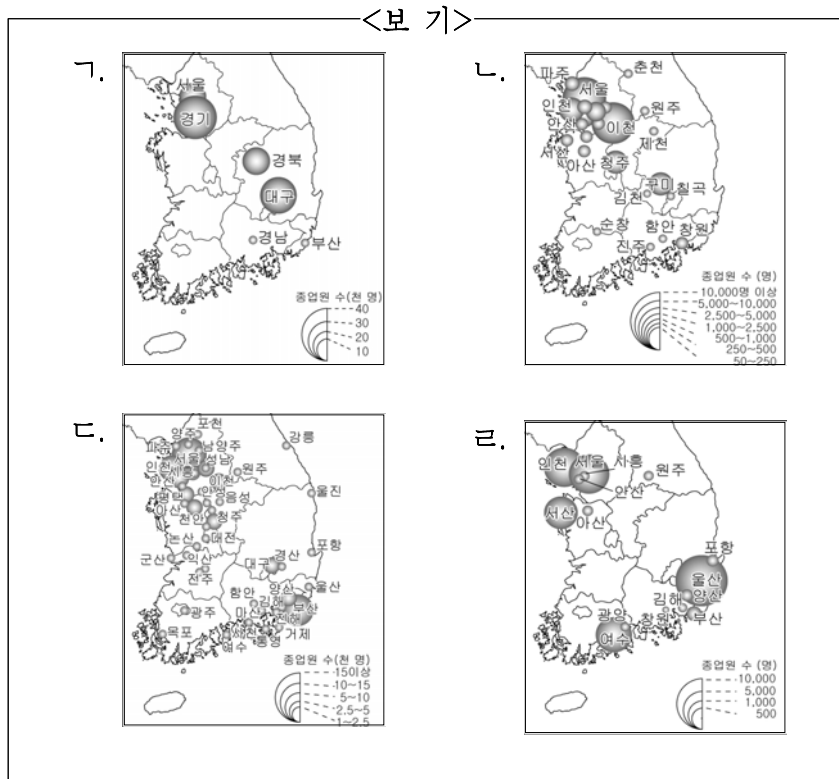 <보 기>
ㄱ.
서울
경기
경북
대구
경남
부산
종업원 수(천 명)
40
30
20
10
ㄴ.
춘천
파주
서울
인천
원주
안산
이천
제천
서산
아산
청주
구미
김천
칠곡
순창
함안
창원
진주
종업원 수 (명)
10,000명 이상
5,000~10,000
2,500~5,000
1,000~2,500
500~1,000
250~500
50~250
ㄷ.
포천
양주
강릉
파주
남양주
서울
성남
인천
시흥
원주
이천
안산
안성
음성
울진
평택
아산
천안
청주
논산
대전
포항
군산
익산
경산
대구
전주
울산
함안
양산
김해
부산
광주
마산
진해
목포
사천
거제
통영
여수
종업원 수 (천 명)
15이상
10~15
5~10
2.5~5
1~2.5
ㄹ.
인천
서울
시흥
원주
안산
서산
아산
포항
울산
양산
김해
광양
창원
부산
여수
종업원 수 (명)
10,000
5,000
1,000
500